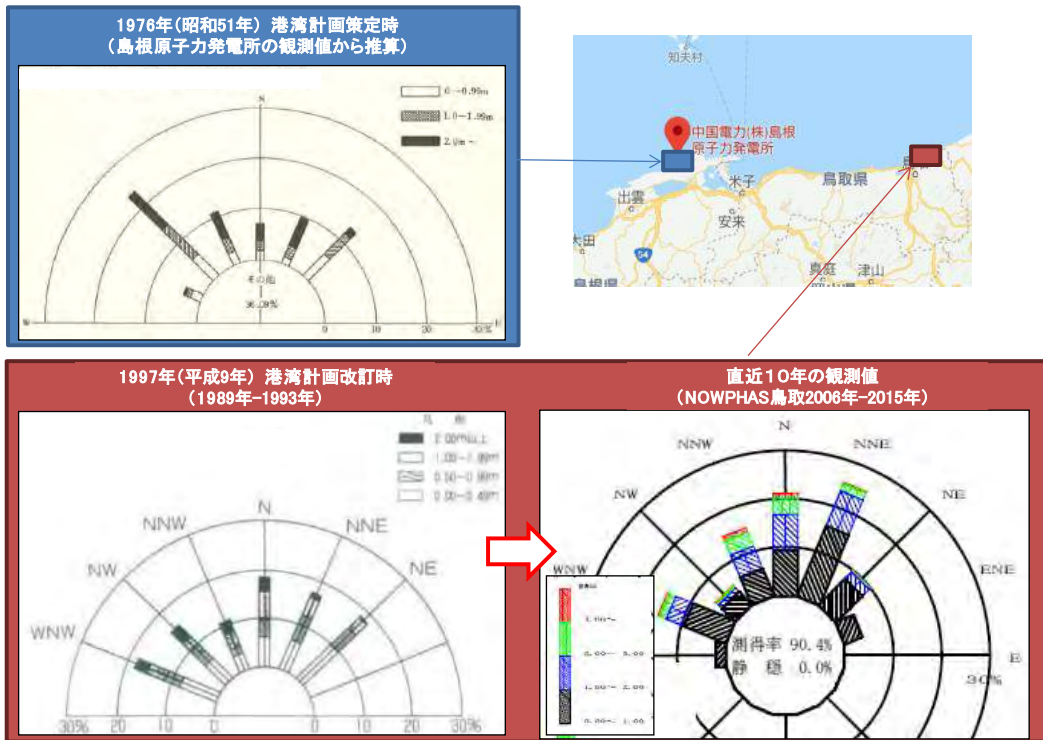 1976年(昭和51年) 港湾計画策定時
(島根原子力発電所の観測値から推算)
0~0.99m
1.0~1.99m
2.0m~
その他
W
0
10
20
知夫村
中国電力(株)島根
原子力発電所
出雲
米子
安来
鳥取県
54
真庭
津山
島根県
1997年(平成9年) 港湾計画改訂時
(1989年-1993年)
2.00m以上
1.00~1.99m
0.50~0.99m
0.00~0.49m
N
NNW
NNE
NW
NE
WNW
30%
20
10
0
0
10
20
30%
直近10年の観測値
(NOWPHAS鳥取2006年-2015年)
N
NNW
NNE
NW
NE
WNW
ENE
E
30%
測得率 90.4%
静 穏 0.0%